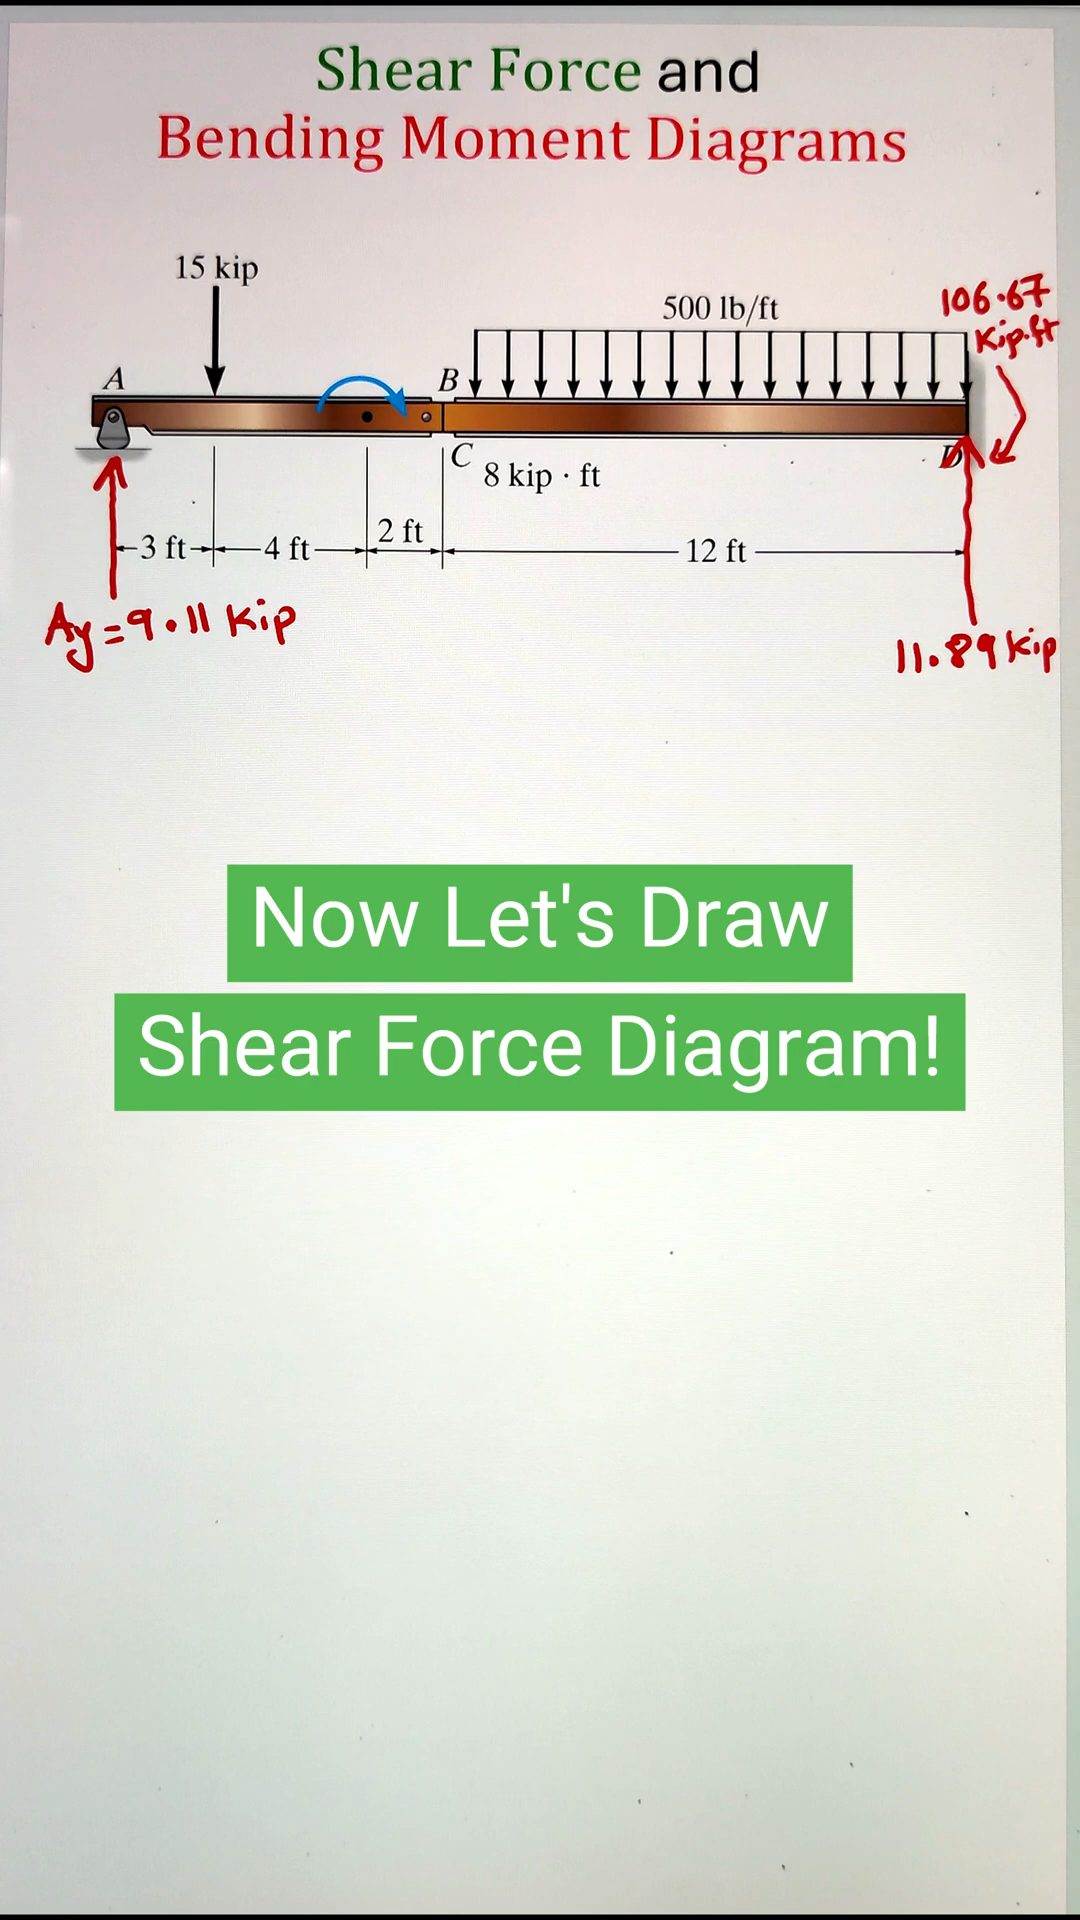 Shear Force and
Bending Moment Diagrams
15 kip
500 lb/ft
106.67
Kip.ft
A
B
C
D
8 kip · ft
3 ft
4 ft
2 ft
12 ft
Ay=9.11 Kip
11.89 Kip
Now Let's Draw
Shear Force Diagram!